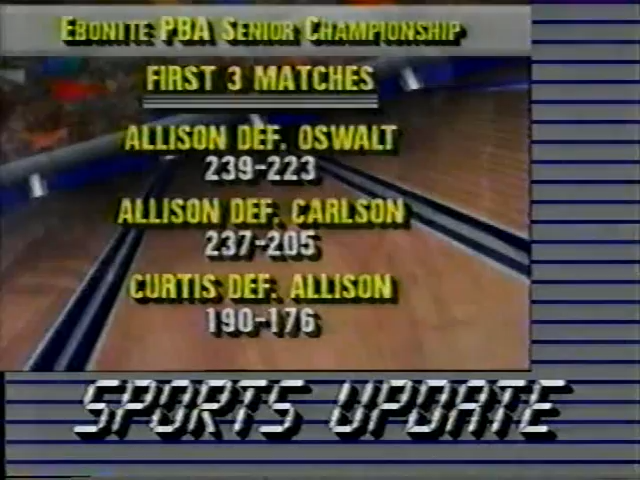 EBONITE PBA SENIOR CHAMPIONSHIP
FIRST 3 MATCHES
ALLISON DEF. OSWALT
239-223
ALLISON DEF. CARLSON
237-205
CURTIS DEF. ALLISON
190-176
SPORTS UPDATE